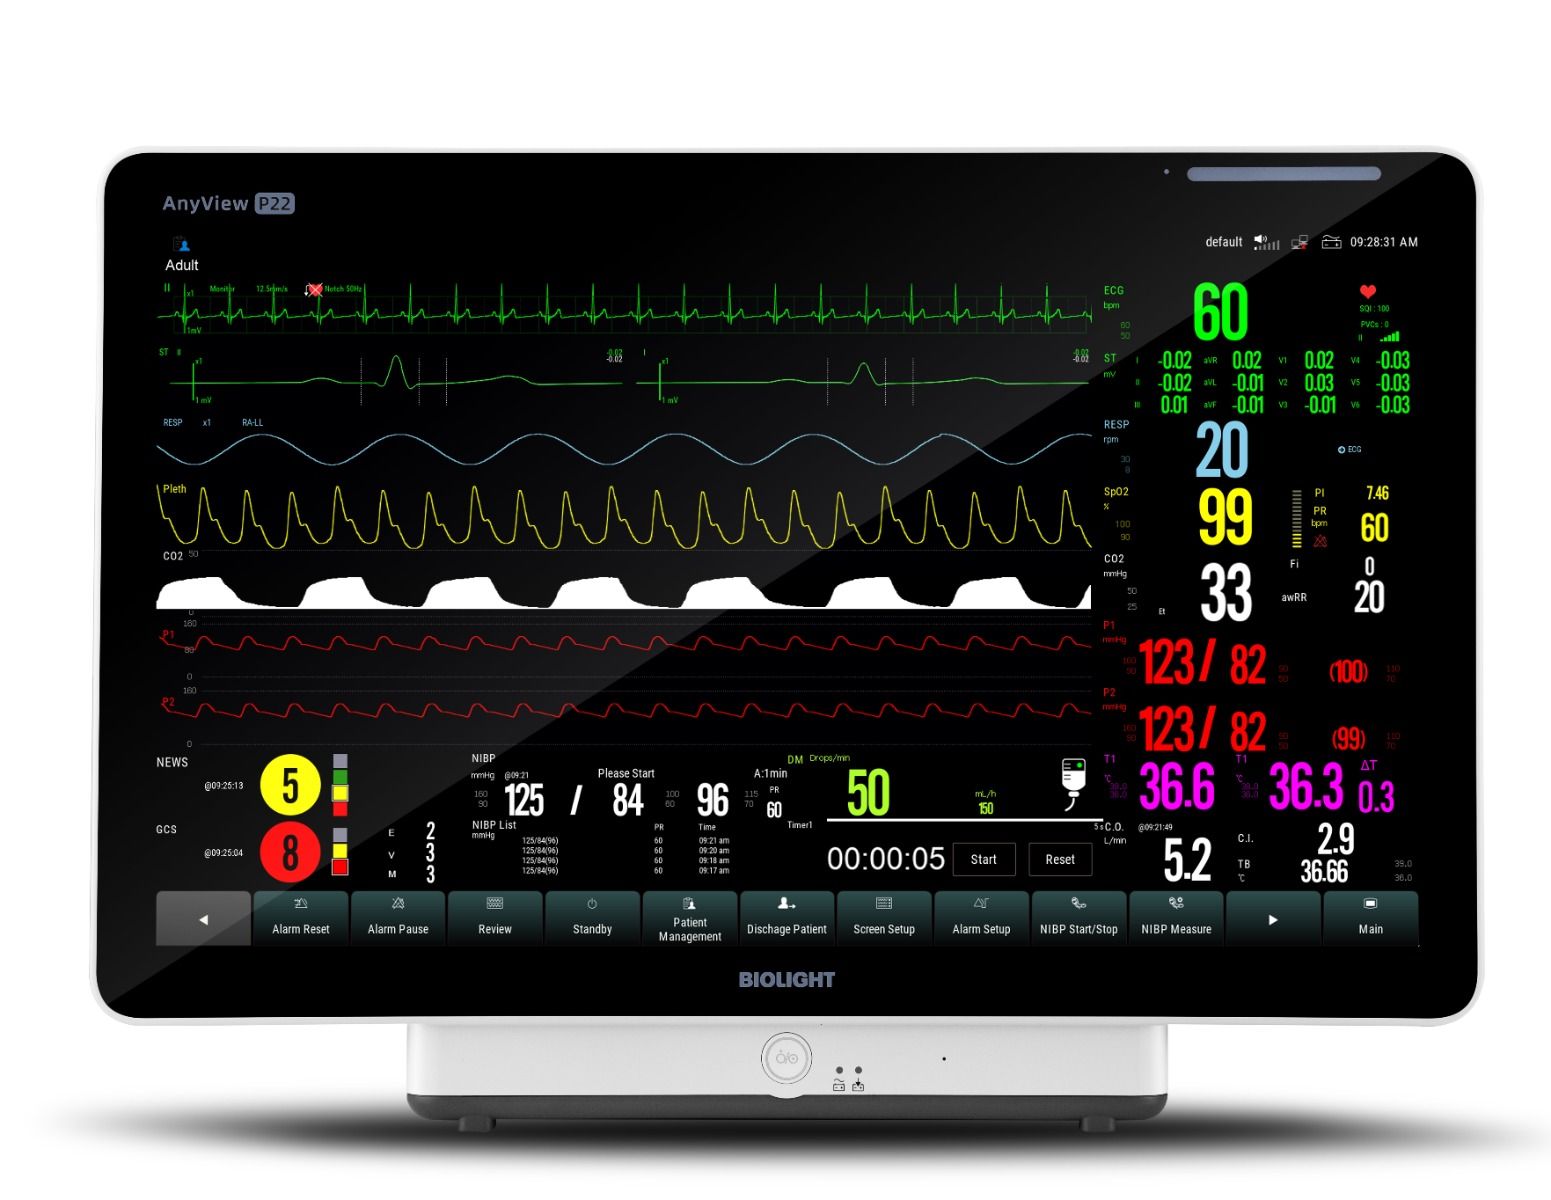 AnyView P22
default 09:28:31 AM
Adult
II x1 Monitor 12.5mm/s Notch 50Hz
1mV
ECG
bpm
60
50
60
SQI : 100
PVCs : 0
II
ST II x1 -0.02
-0.02
1 mV
I x1 -0.02
-0.02
1 mV
ST
mV
I -0.02 aVR 0.02 V1 0.02 V4 -0.03
II -0.02 aVL -0.01 V2 0.03 V5 -0.03
III 0.01 aVF -0.01 V3 -0.01 V6 -0.03
RESP x1 RA-LL
RESP
rpm
30
8
20
ECG
Pleth
SpO2
%
100
90
99
PI 7.46
PR
bpm
60
CO2 50
0
CO2
mmHg
50
25
Et
33
Fi 0
awRR 20
P1
160
80
0
P1
mmHg
160
90
123/ 82
90
50
(100)
110
70
P2
160
0
P2
mmHg
160
90
123/ 82
90
50
(99)
110
70
NEWS
@09:25:13
5
GCS
@09:25:04
8
E 2
V 3
M 3
NIBP
mmHg @09:21 Please Start A:1min
160
90
125 / 84
100
60
96
115
70
PR
60
NIBP List
mmHg
PR Time
125/84(96) 60 09:21 am
125/84(96) 60 09:20 am
125/84(96) 60 09:18 am
125/84(96) 60 09:17 am
DM Drops/min
50
mL/h
150
Timer1
00:00:05 Start Reset
T1
℃
36.6
T1
℃
36.3
ΔT
0.3
5 s C.O.
L/min
@09:21:49
5.2
C.I. 2.9
TB
℃
36.66
39.0
36.0
Alarm Reset
Alarm Pause
Review
Standby
Patient
Management
Dischage Patient
Screen Setup
Alarm Setup
NIBP Start/Stop
NIBP Measure
Main
BIOLIGHT